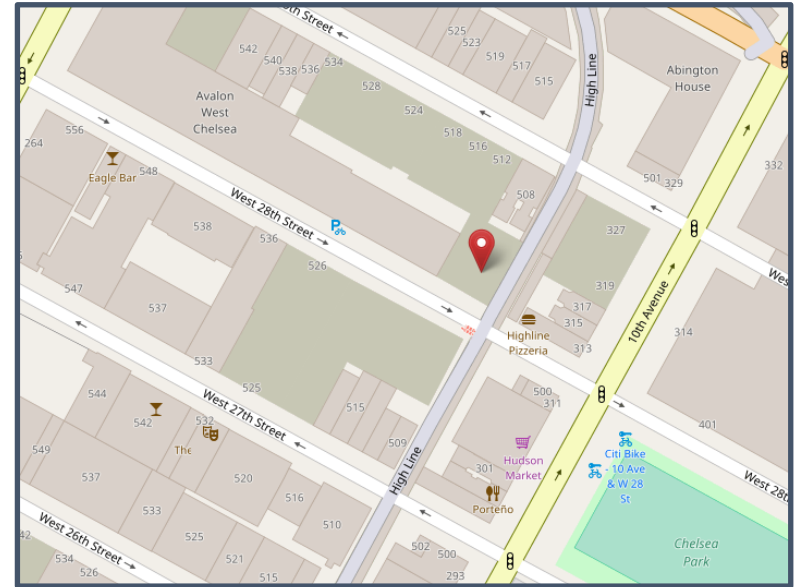 th Street
542
540
538
536
534
525
523
519
517
515
High Line
Abington
House
528
524
518
516
512
Avalon
West
Chelsea
556
264
Eagle Bar
548
508
501
329
332
West 28th Street
538
536
526
327
319
317
315
313
10th Avenue
314
Wes
Highline
Pizzeria
547
537
533
525
West 27th Street
544
542
532
The
515
509
High Line
500
311
Hudson
Market
301
Porteño
401
Citi Bike
- 10 Ave
& W 28
St
West 28th
549
537
533
520
516
510
525
521
515
West 26th Street
42
534
526
502
500
293
Chelsea
Park